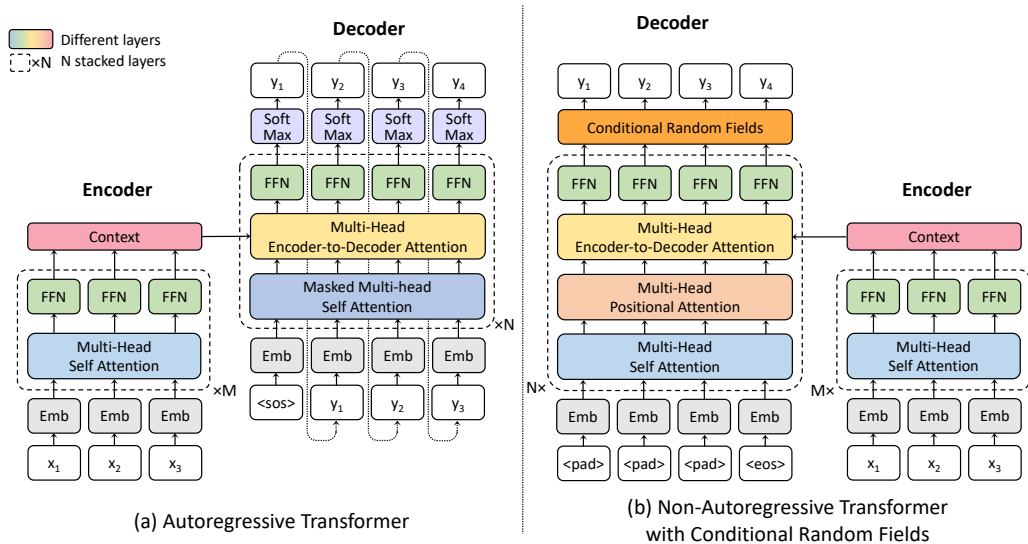 Different layers
×N N stacked layers
Decoder
y1 y2 y3 y4
Soft Max Soft Max Soft Max Soft Max
FFN FFN FFN FFN
Multi-Head
Encoder-to-Decoder Attention
Masked Multi-head
Self Attention
×N
Emb Emb Emb Emb
<sos> y1 y2 y3
Encoder
Context
FFN FFN FFN
Multi-Head
Self Attention
×M
Emb Emb Emb
x1 x2 x3
(a) Autoregressive Transformer
Decoder
y1 y2 y3 y4
Conditional Random Fields
FFN FFN FFN FFN
Multi-Head
Encoder-to-Decoder Attention
Multi-Head
Positional Attention
Multi-Head
Self Attention
N×
Emb Emb Emb Emb
<pad> <pad> <pad> <eos>
Encoder
Context
FFN FFN FFN
Multi-Head
Self Attention
M×
Emb Emb Emb
x1 x2 x3
(b) Non-Autoregressive Transformer
with Conditional Random Fields